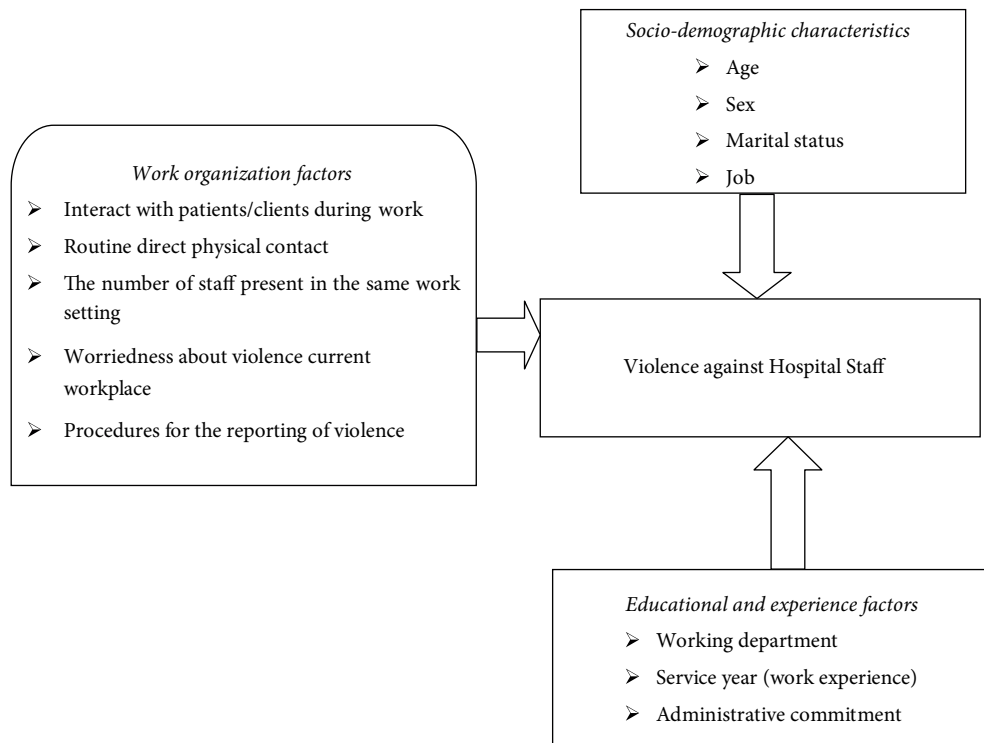 Socio-demographic characteristics
➢ Age
➢ Sex
➢ Marital status
➢ Job
Work organization factors
➢ Interact with patients/clients during work
➢ Routine direct physical contact
➢ The number of staff present in the same work
setting
➢ Worriedness about violence current
workplace
➢ Procedures for the reporting of violence
Violence against Hospital Staff
Educational and experience factors
➢ Working department
➢ Service year (work experience)
➢ Administrative commitment